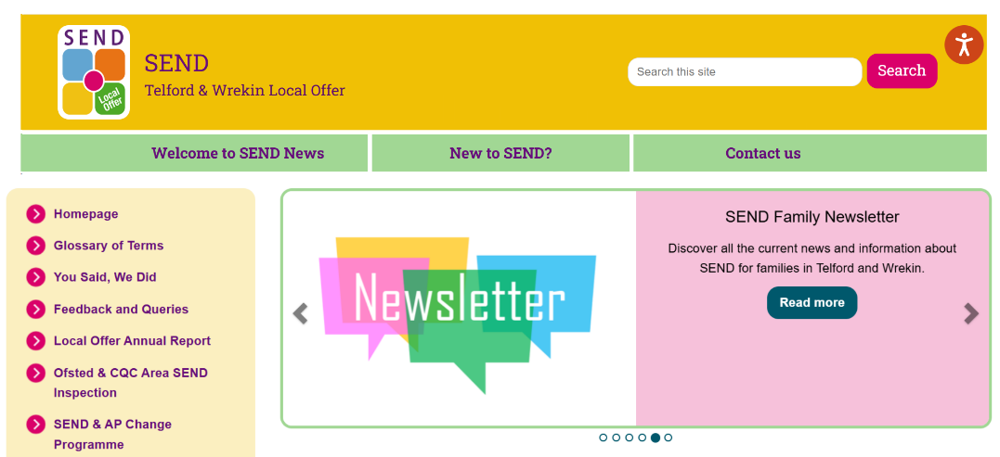 SEND
Local
Offer
SEND
Telford & Wrekin Local Offer
Search this site
Search
Welcome to SEND News
New to SEND?
Contact us
Homepage
Glossary of Terms
You Said, We Did
Feedback and Queries
Local Offer Annual Report
Ofsted & CQC Area SEND
Inspection
SEND & AP Change
Programme
Newsletter
SEND Family Newsletter
Discover all the current news and information about
SEND for families in Telford and Wrekin.
Read more